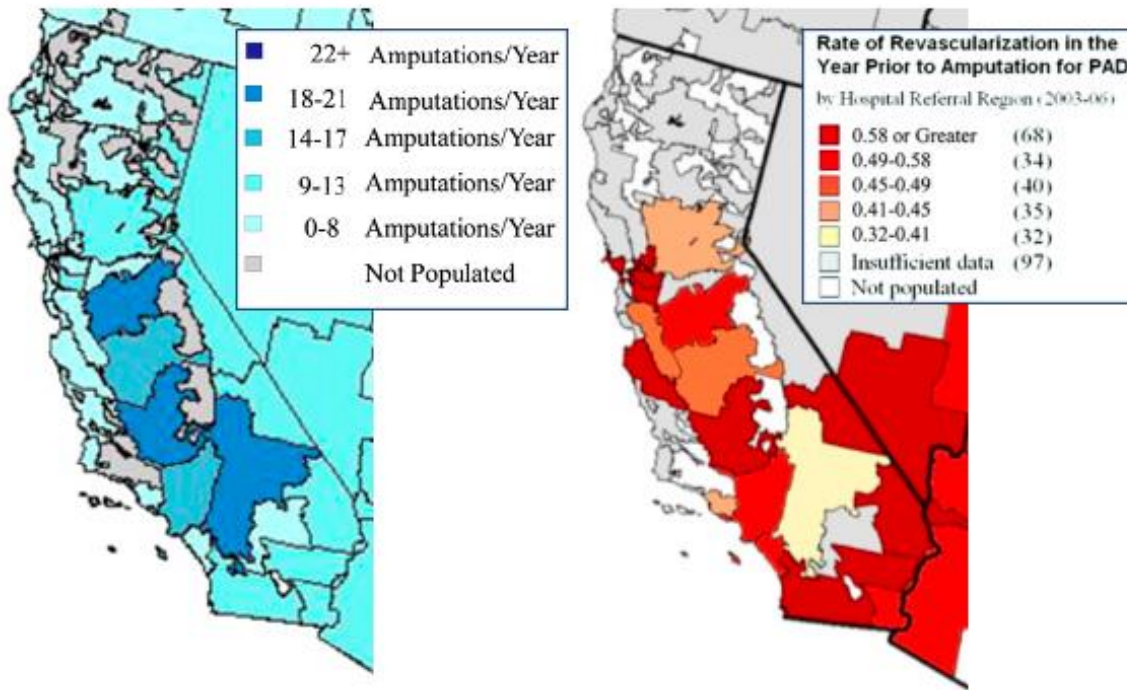 22+ Amputations/Year
18-21 Amputations/Year
14-17 Amputations/Year
9-13 Amputations/Year
0-8 Amputations/Year
Not Populated
Rate of Revascularization in the
Year Prior to Amputation for PAD
by Hospital Referral Region (2003-06)
0.58 or Greater (68)
0.49-0.58 (34)
0.45-0.49 (40)
0.41-0.45 (35)
0.32-0.41 (32)
Insufficient data (97)
Not populated